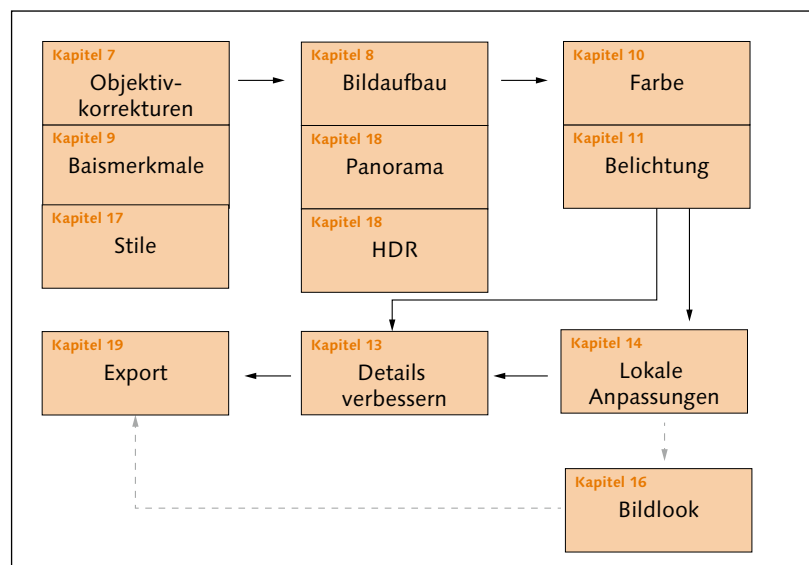 Kapitel 7
Objektiv-
korrekturen
Kapitel 9
Baismerkmale
Kapitel 17
Stile
Kapitel 8
Bildaufbau
Kapitel 18
Panorama
Kapitel 18
HDR
Kapitel 10
Farbe
Kapitel 11
Belichtung
Kapitel 19
Export
Kapitel 13
Details
verbessern
Kapitel 14
Lokale
Anpassungen
Kapitel 16
Bildlook